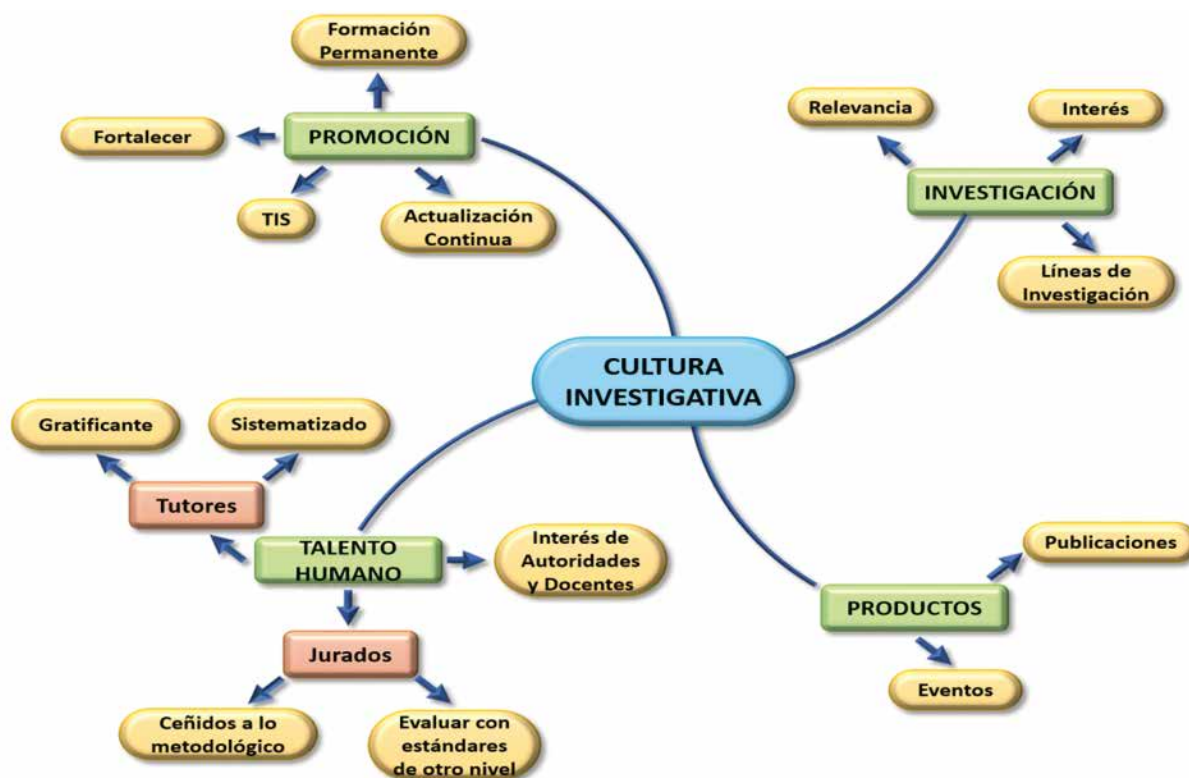 Formación
Permanente
Fortalecer
PROMOCIÓN
TIS
Actualización
Continua
Relevancia
Interés
INVESTIGACIÓN
Líneas de
Investigación
CULTURA
INVESTIGATIVA
Gratificante
Sistematizado
Tutores
TALENTO
HUMANO
Interés de
Autoridades
y Docentes
Jurados
Ceñidos a lo
metodológico
Evaluar con
estándares
de otro nivel
Publicaciones
PRODUCTOS
Eventos